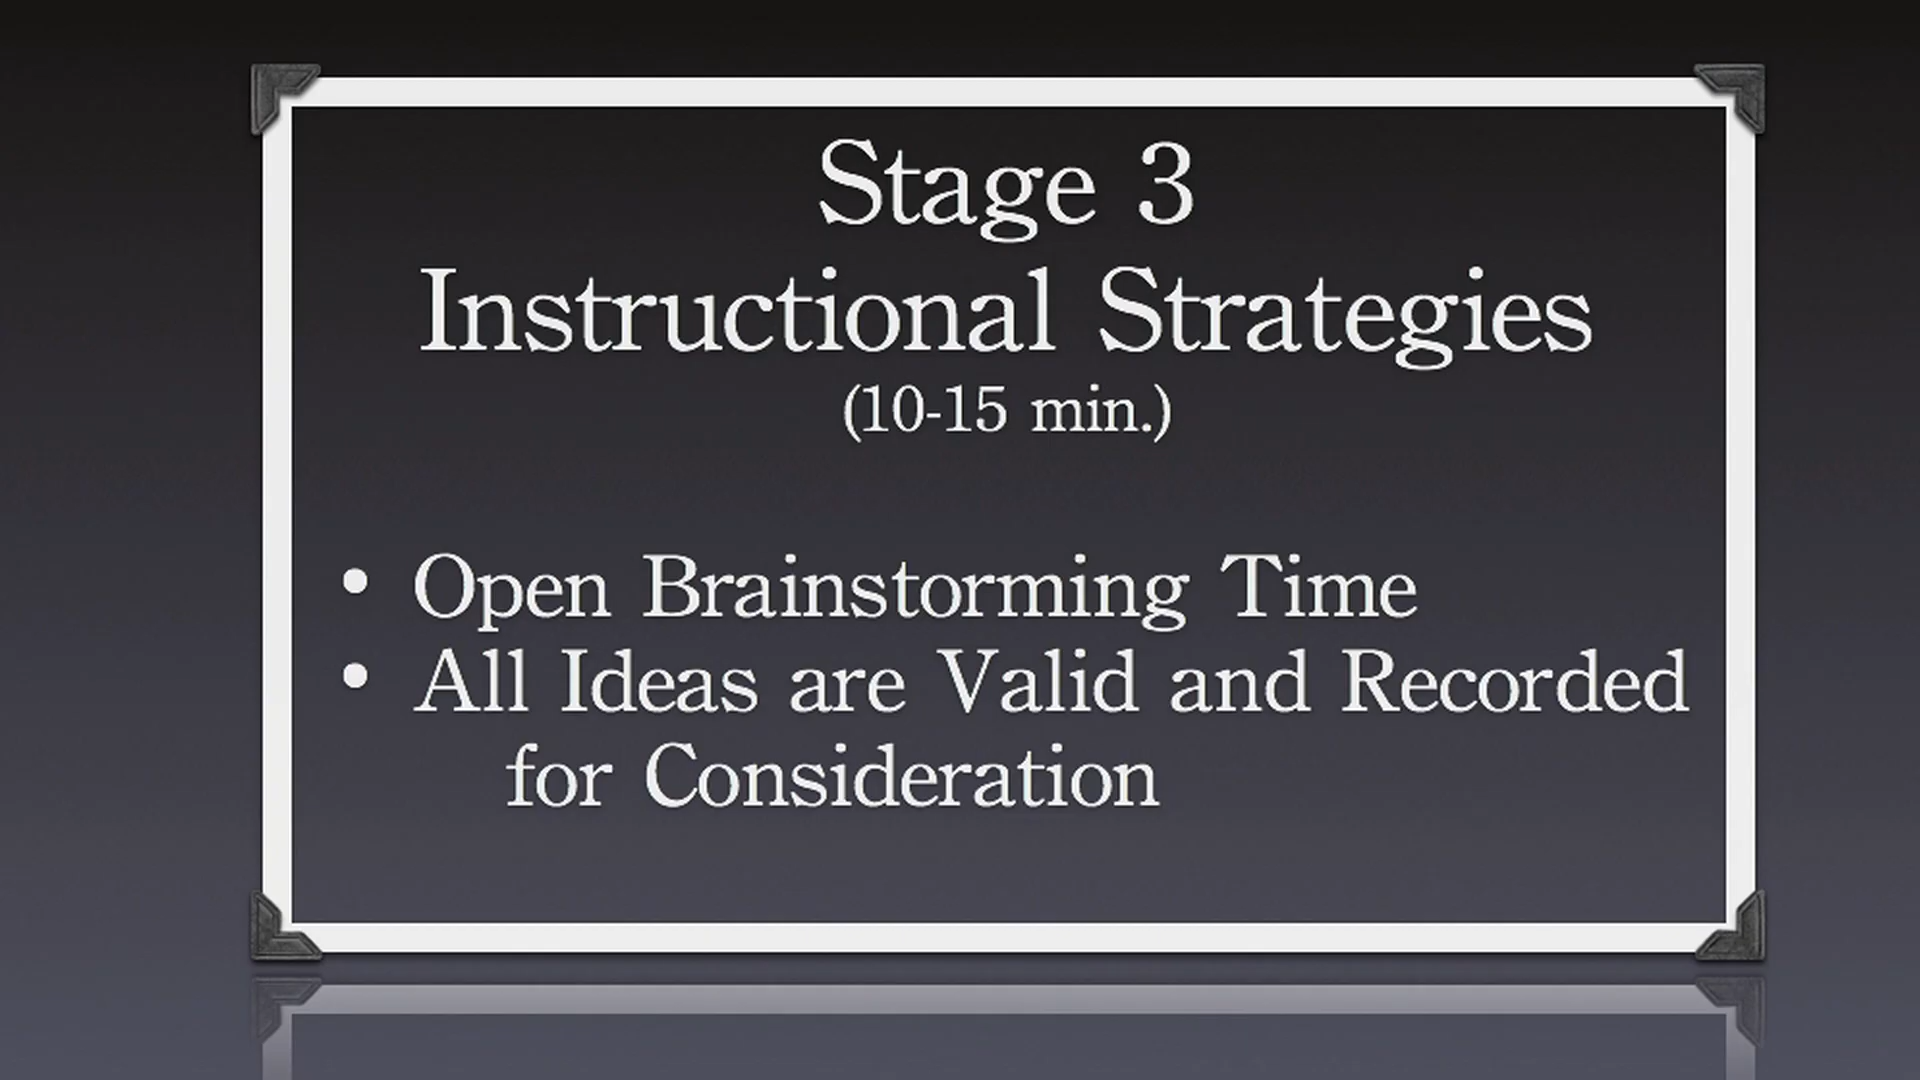 Stage 3
Instructional Strategies
(10-15 min.)
• Open Brainstorming Time
• All Ideas are Valid and Recorded
for Consideration